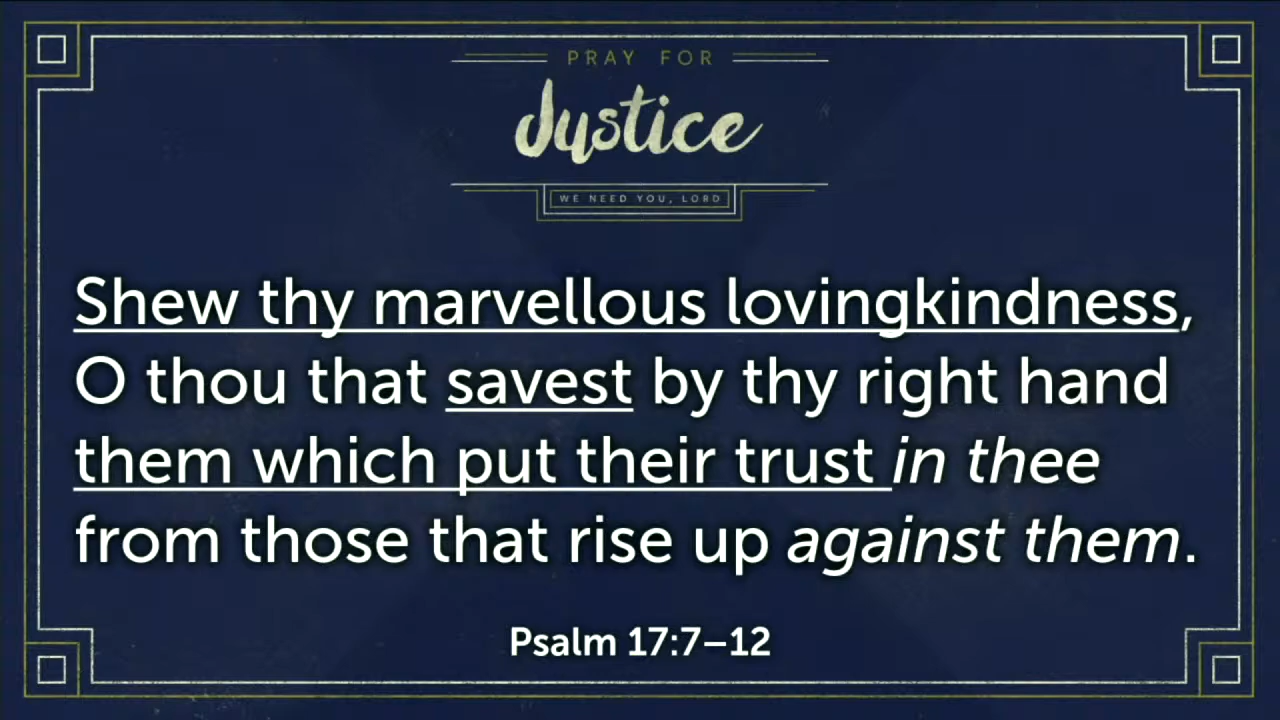 PRAY FOR
Justice
WE NEED YOU, LORD
Shew thy marvellous lovingkindness,
O thou that savest by thy right hand
them which put their trust in thee
from those that rise up against them.
Psalm 17:7–12